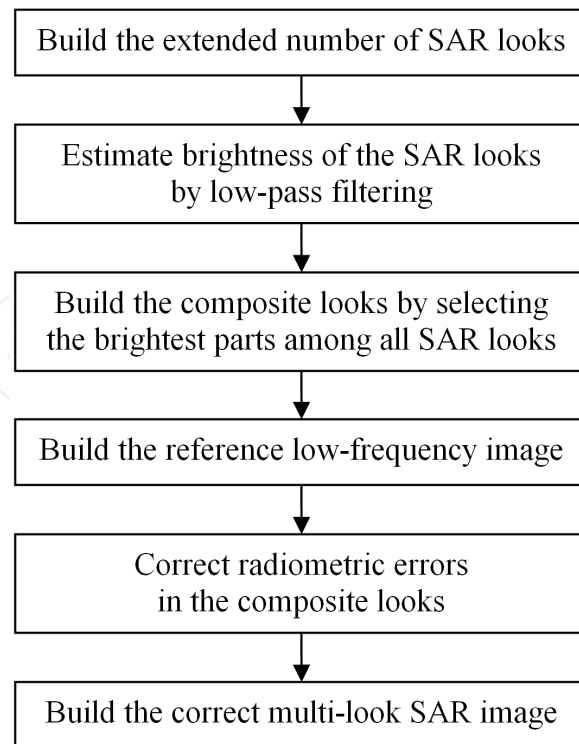 Build the extended number of SAR looks
Estimate brightness of the SAR looks
by low-pass filtering
Build the composite looks by selecting
the brightest parts among all SAR looks
Build the reference low-frequency image
Correct radiometric errors
in the composite looks
Build the correct multi-look SAR image